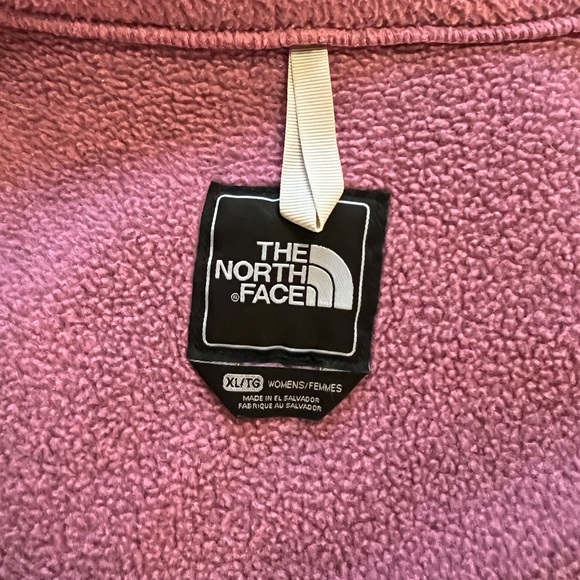 THE
NORTH
® FACE
XL/TG WOMENS/FEMMES
MADE IN EL SALVADOR
FABRIQUE AU SALVADOR